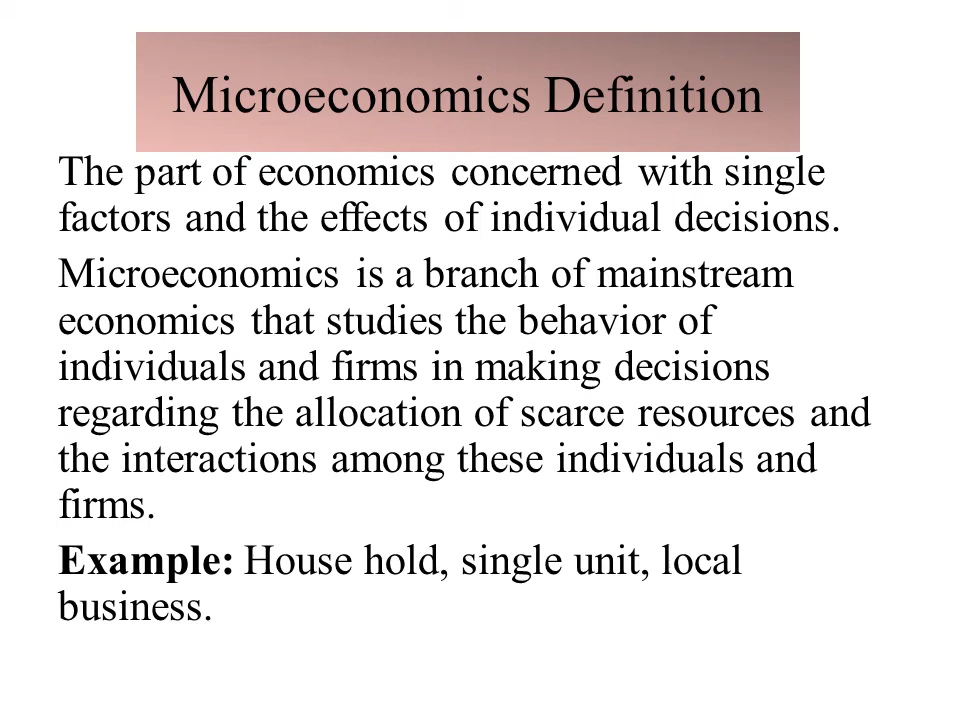 Microeconomics Definition
The part of economics concerned with single
factors and the effects of individual decisions.
Microeconomics is a branch of mainstream
economics that studies the behavior of
individuals and firms in making decisions
regarding the allocation of scarce resources and
the interactions among these individuals and
firms.
Example: House hold, single unit, local
business.